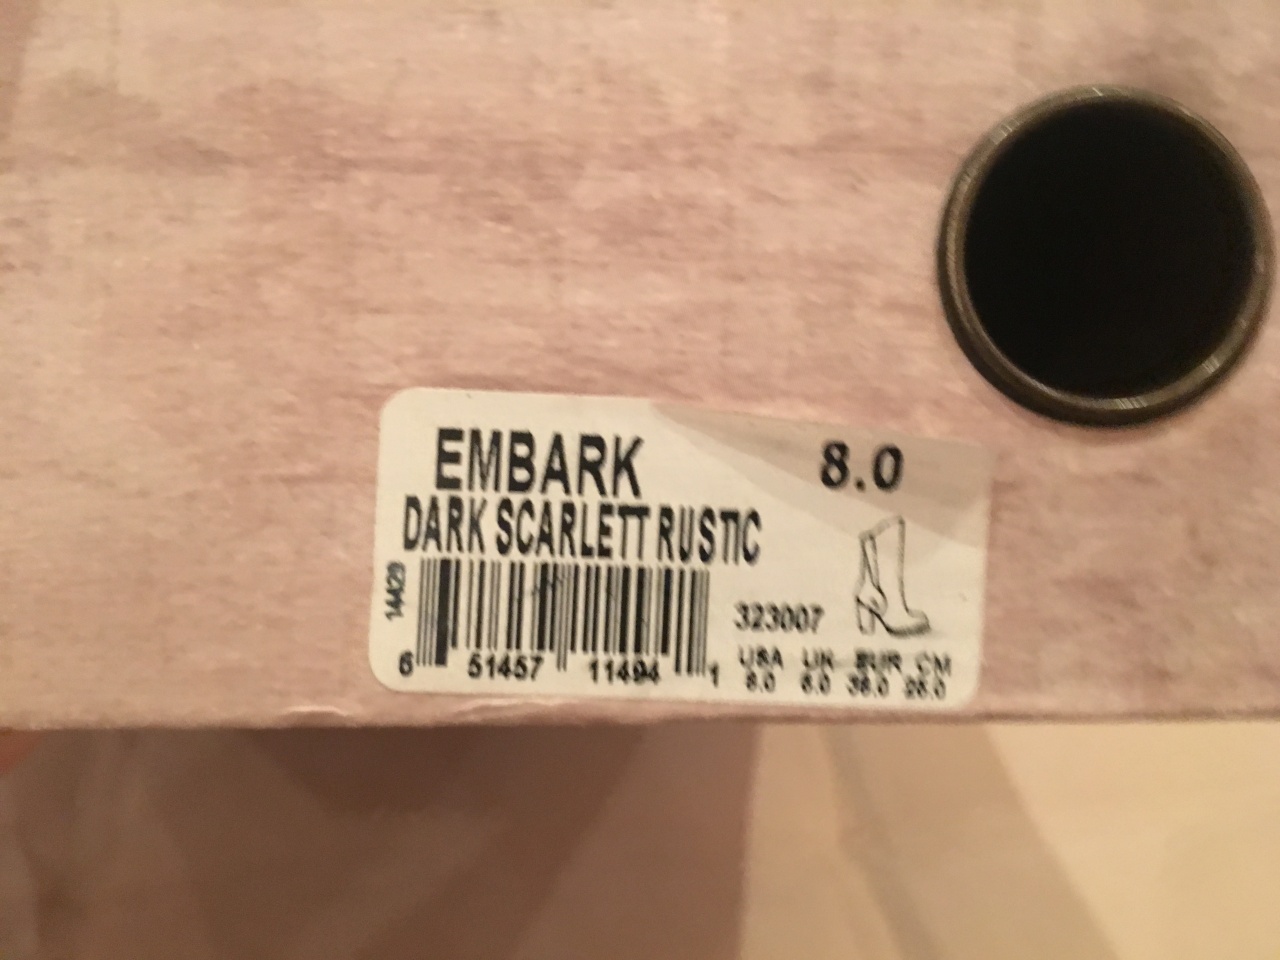 EMBARK
8.0
DARK SCARLETT RUSTIC
14429
323007
6 51457 11494 1
USA UK EUR CM
8.0 6.0 38.0 25.0